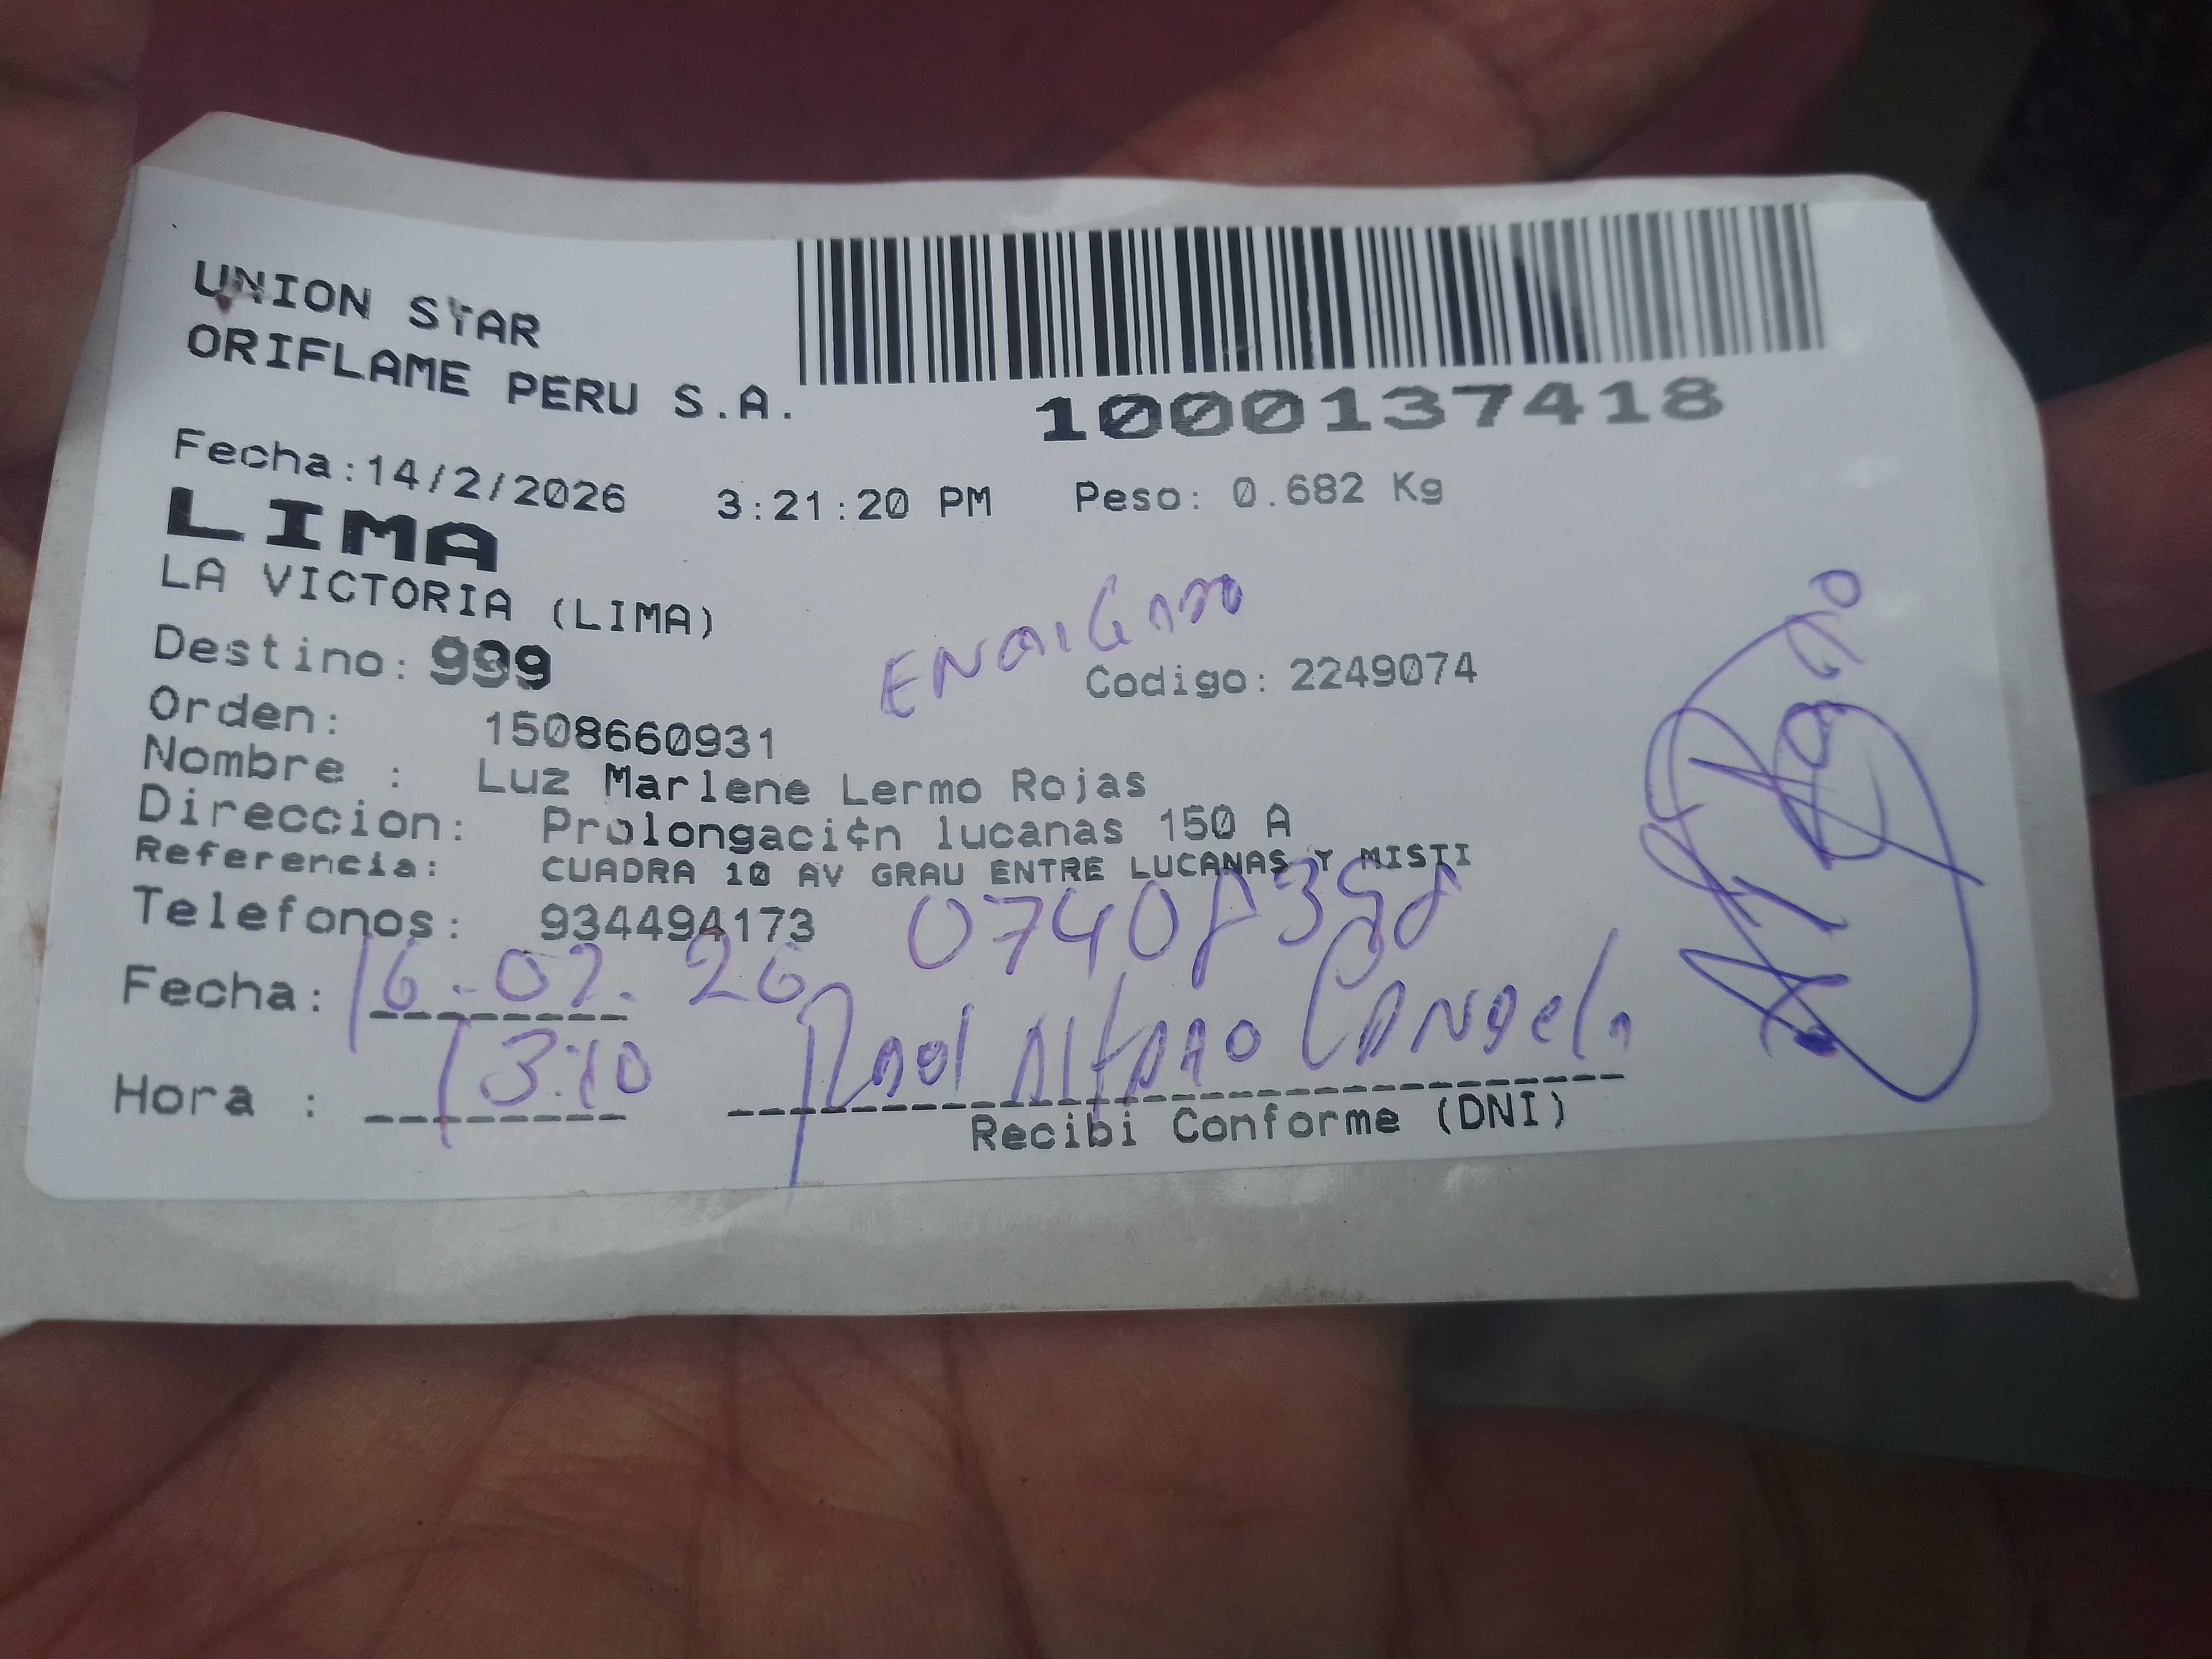 UNION STAR
ORIFLAME PERU S.A.
1000137418
Fecha:14/2/2026 3:21:20 PM Peso: 0.682 Kg
LIMA
LA VICTORIA (LIMA)
Destino: 999 Codigo: 2249074
Orden: 1508660931
Nombre : Luz Marlene Lermo Rojas
Direccion: Prolongaci¢n lucanas 150 A
Referencia: CUADRA 10 AV GRAU ENTRE LUCANAS Y MISTI
Telefonos: 934494173
Fecha: 16.02.26
Hora : 13:10
Recibi Conforme (DNI)